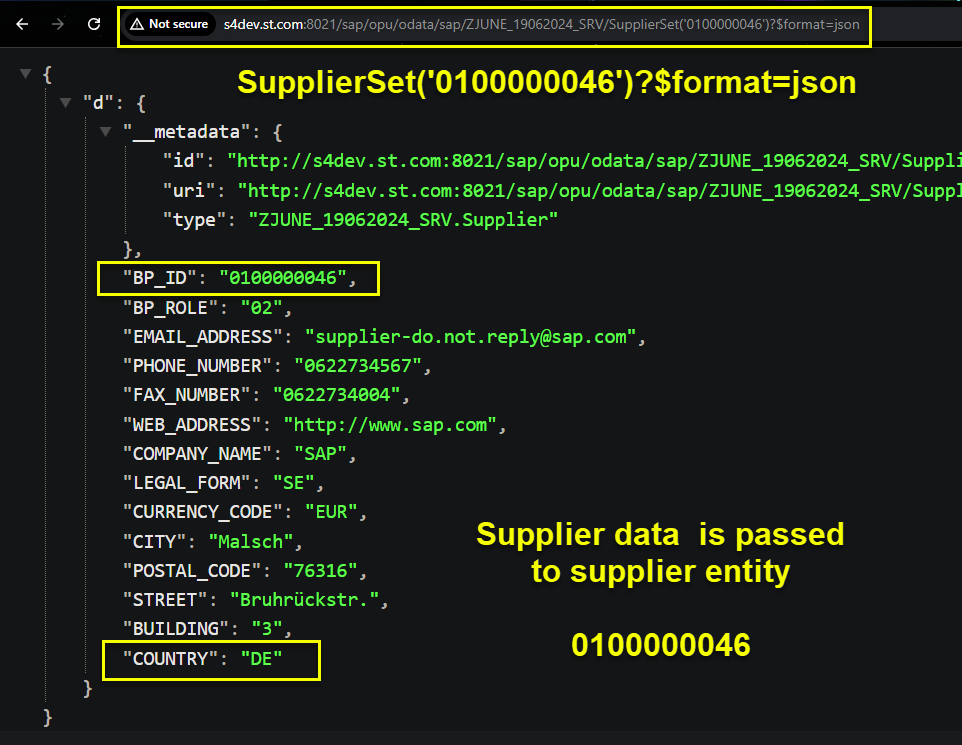 Not secure s4dev.st.com:8021/sap/opu/odata/sap/ZJUNE_19062024_SRV/SupplierSet('0100000046')?$format=json
SupplierSet('0100000046')?$format=json
{
"d": {
"__metadata": {
"id": "http://s4dev.st.com:8021/sap/opu/odata/sap/ZJUNE_19062024_SRV/Suppli
"uri": "http://s4dev.st.com:8021/sap/opu/odata/sap/ZJUNE_19062024_SRV/Suppl
"type": "ZJUNE_19062024_SRV.Supplier"
},
"BP_ID": "0100000046",
"BP_ROLE": "02",
"EMAIL_ADDRESS": "supplier-do.not.reply@sap.com",
"PHONE_NUMBER": "0622734567",
"FAX_NUMBER": "0622734004",
"WEB_ADDRESS": "http://www.sap.com",
"COMPANY_NAME": "SAP",
"LEGAL_FORM": "SE",
"CURRENCY_CODE": "EUR",
"CITY": "Malsch",
"POSTAL_CODE": "76316",
"STREET": "Bruhrückstr.",
"BUILDING": "3",
"COUNTRY": "DE"
}
}
Supplier data is passed
to supplier entity
0100000046